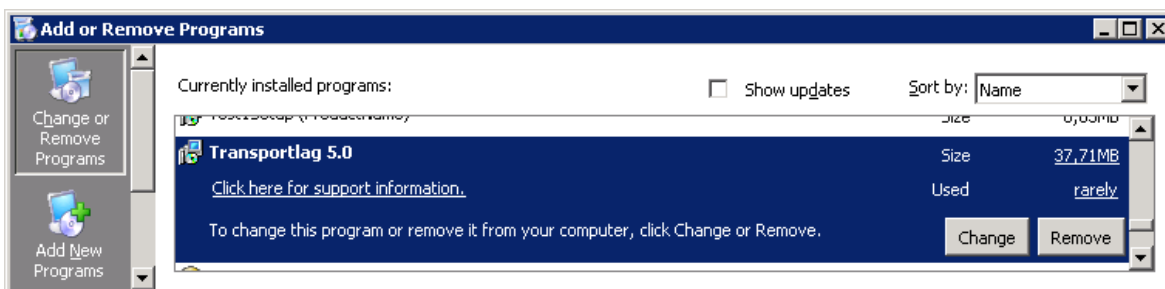 Add or Remove Programs
Change or
Remove
Programs
Add New
Programs
Currently installed programs:
Show updates
Sort by: Name
(ProductName) Size
Transportlag 5.0 Size 37,71MB
Click here for support information. Used rarely
To change this program or remove it from your computer, click Change or Remove. Change Remove